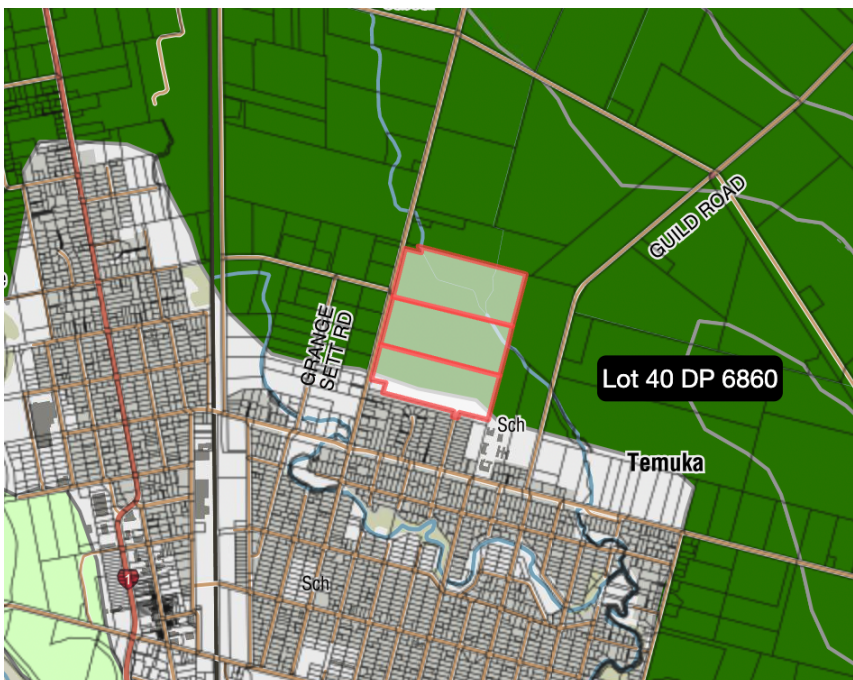 GUILD ROAD
GRANGE
SETT RD
Lot 40 DP 6860
Sch
Temuka
1
Sch